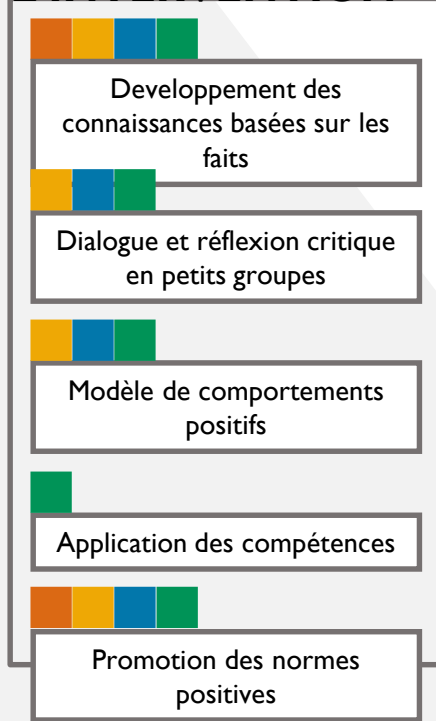 Developpement des
connaissances basées sur les
faits
Dialogue et réflexion critique
en petits groupes
Modèle de comportements
positifs
Application des compétences
Promotion des normes
positives